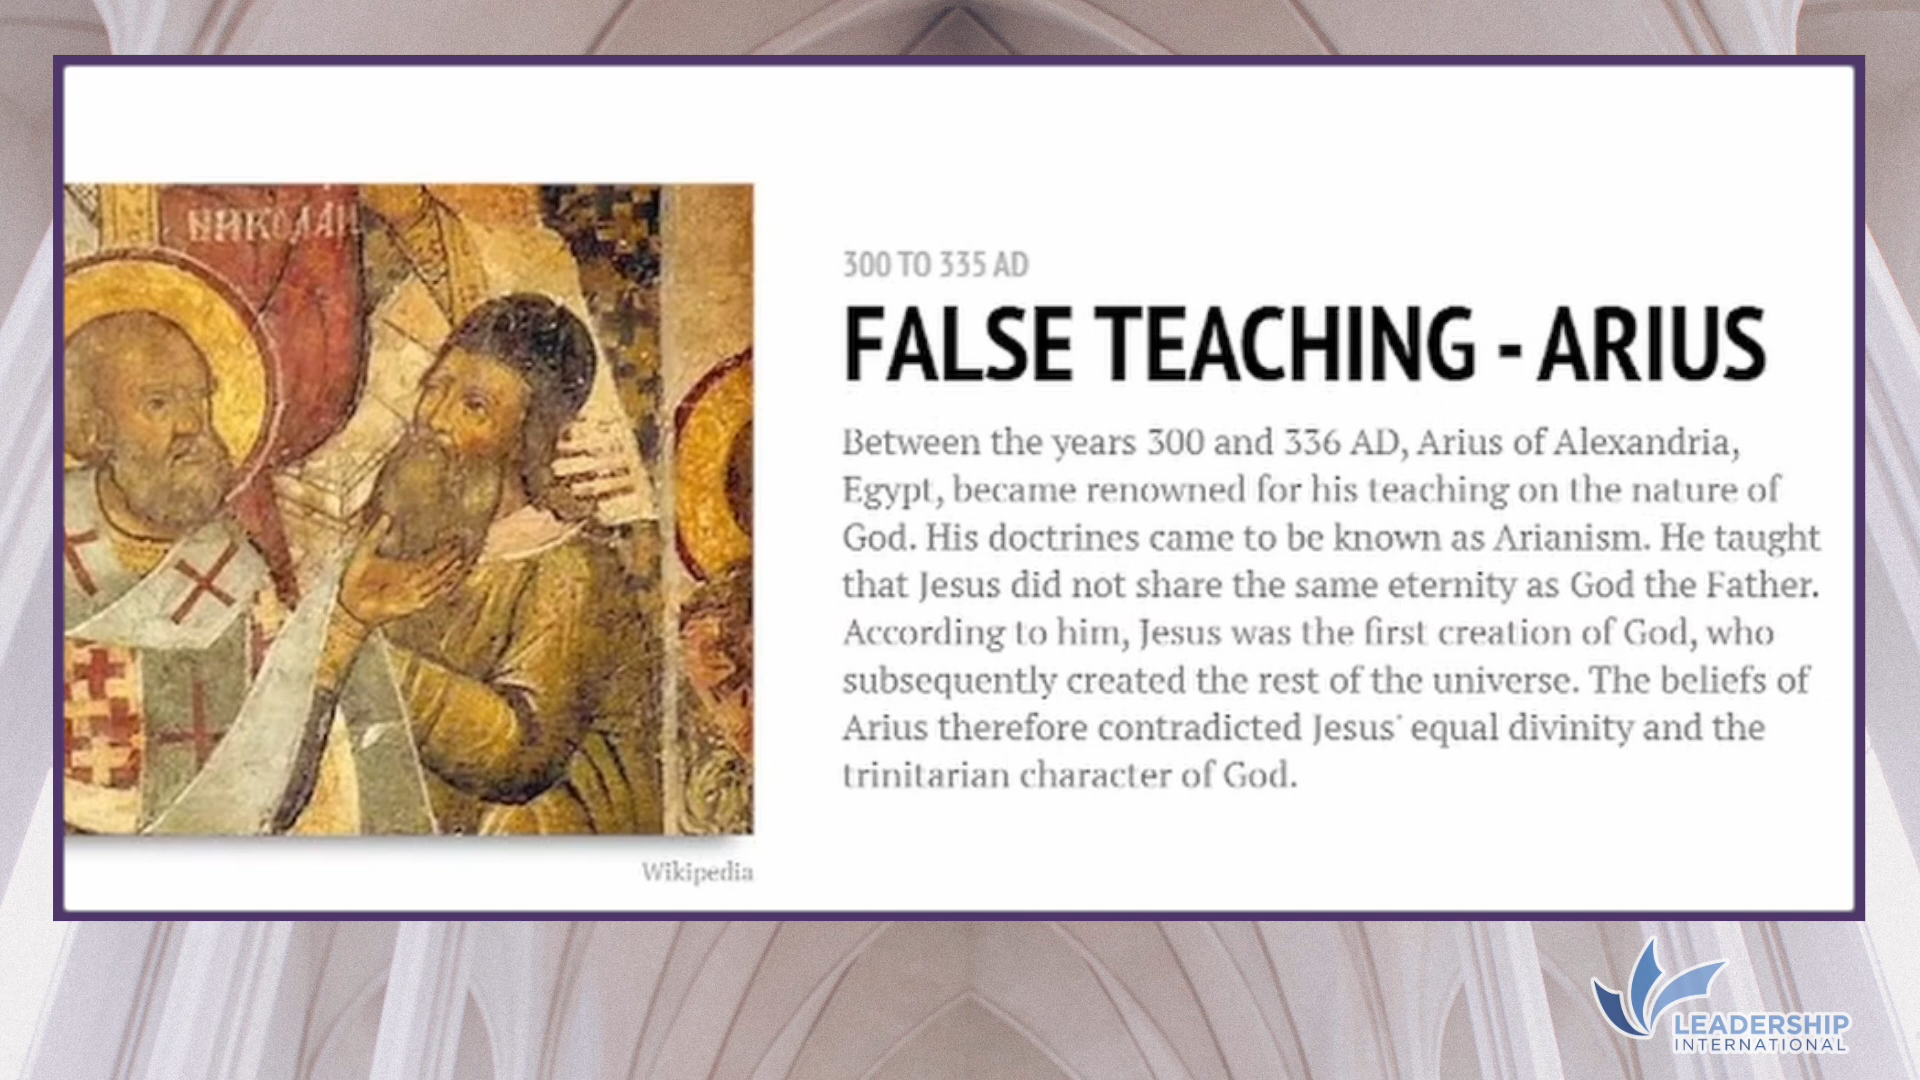 НИКОЛАИ
300 TO 335 AD
FALSE TEACHING - ARIUS
Between the years 300 and 336 AD, Arius of Alexandria,
Egypt, became renowned for his teaching on the nature of
God. His doctrines came to be known as Arianism. He taught
that Jesus did not share the same eternity as God the Father.
According to him, Jesus was the first creation of God, who
subsequently created the rest of the universe. The beliefs of
Arius therefore contradicted Jesus' equal divinity and the
trinitarian character of God.
Wikipedia
LEADERSHIP
INTERNATIONAL